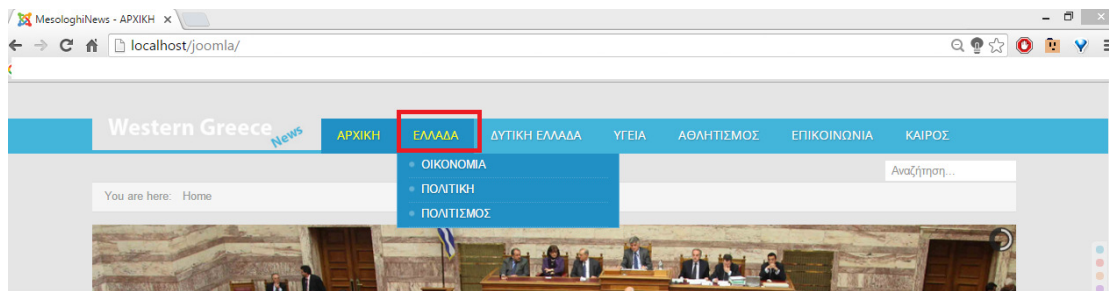 MesologhiNews - ΑΡΧΙΚΗ
localhost/joomla/
Western Greece News
ΑΡΧΙΚΗ ΕΛΛΑΔΑ ΔΥΤΙΚΗ ΕΛΛΑΔΑ ΥΓΕΙΑ ΑΘΛΗΤΙΣΜΟΣ ΕΠΙΚΟΙΝΩΝΙΑ ΚΑΙΡΟΣ
ΟΙΚΟΝΟΜΙΑ
ΠΟΛΙΤΙΚΗ
ΠΟΛΙΤΙΣΜΟΣ
Αναζήτηση...
You are here: Home